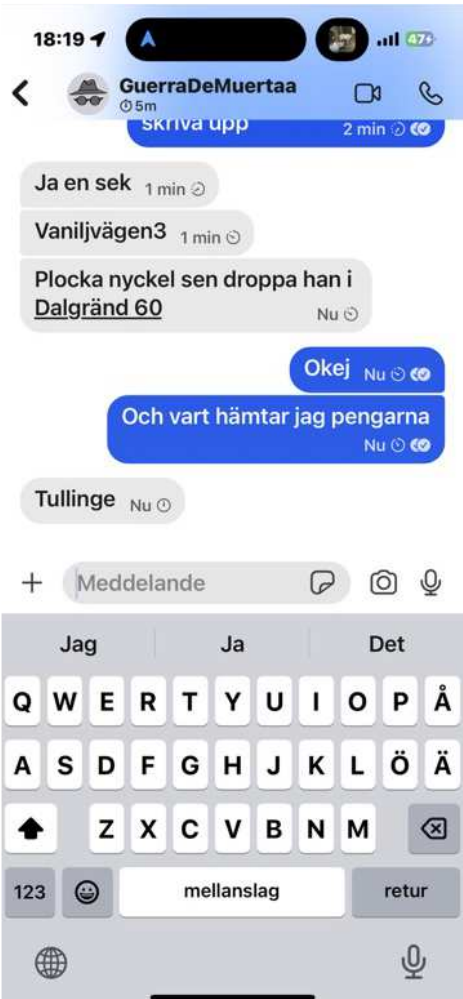 18:19
47
GuerraDeMuertaa
5m
skriva upp
2 min
Ja en sek 1 min
Vaniljvägen3 1 min
Plocka nyckel sen droppa han i
Dalgränd 60 Nu
Okej Nu
Och vart hämtar jag pengarna
Nu
Tullinge Nu
Meddelande
Jag Ja Det
Q W E R T Y U I O P Å
A S D F G H J K L Ö Ä
Z X C V B N M
123 mellanslag retur